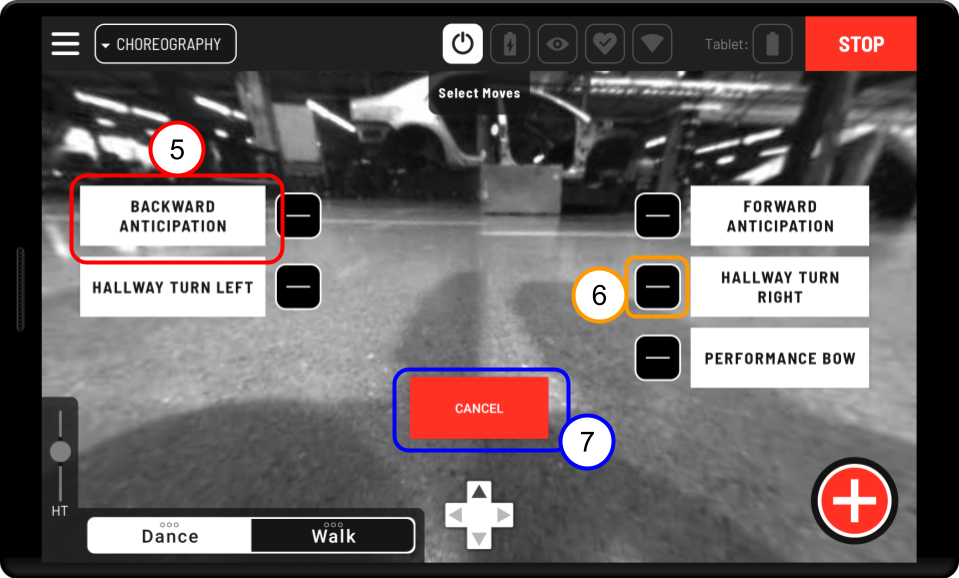 CHOREOGRAPHY
Tablet:
STOP
Select Moves
5
BACKWARD
ANTICIPATION
FORWARD
ANTICIPATION
HALLWAY TURN LEFT
6
HALLWAY TURN
RIGHT
PERFORMANCE BOW
CANCEL
7
HT
Dance
Walk